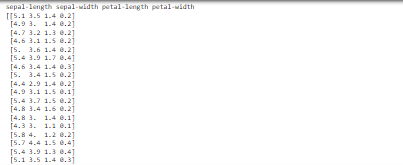 sepal-length sepal-width petal-length petal-width
[[5.1 3.5 1.4 0.2]
[4.9 3.  1.4 0.2]
[4.7 3.2 1.3 0.2]
[4.6 3.1 1.5 0.2]
[5.  3.6 1.4 0.2]
[5.4 3.9 1.7 0.4]
[4.6 3.4 1.4 0.3]
[5.  3.4 1.5 0.2]
[4.4 2.9 1.4 0.2]
[4.9 3.1 1.5 0.1]
[5.4 3.7 1.5 0.2]
[4.8 3.4 1.6 0.2]
[4.8 3.  1.4 0.1]
[4.3 3.  1.1 0.1]
[5.8 4.  1.2 0.2]
[5.7 4.4 1.5 0.4]
[5.4 3.9 1.3 0.4]
[5.1 3.5 1.4 0.3]